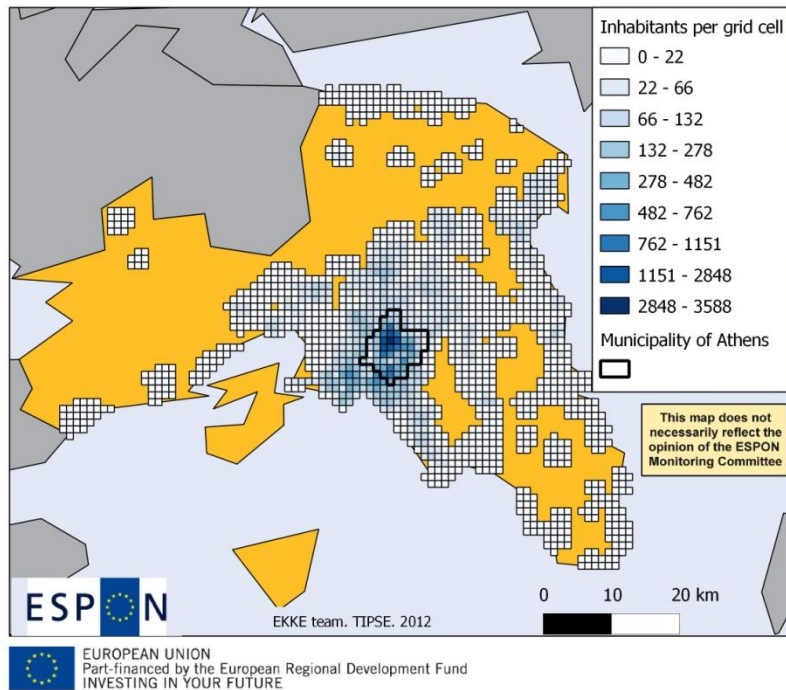 Inhabitants per grid cell
0 - 22
22 - 66
66 - 132
132 - 278
278 - 482
482 - 762
762 - 1151
1151 - 2848
2848 - 3588
Municipality of Athens
This map does not
necessarily reflect the
opinion of the ESPON
Monitoring Committee
ESPON
EKKE team. TIPSE. 2012
0 10 20 km
EUROPEAN UNION
Part-financed by the European Regional Development Fund
INVESTING IN YOUR FUTURE